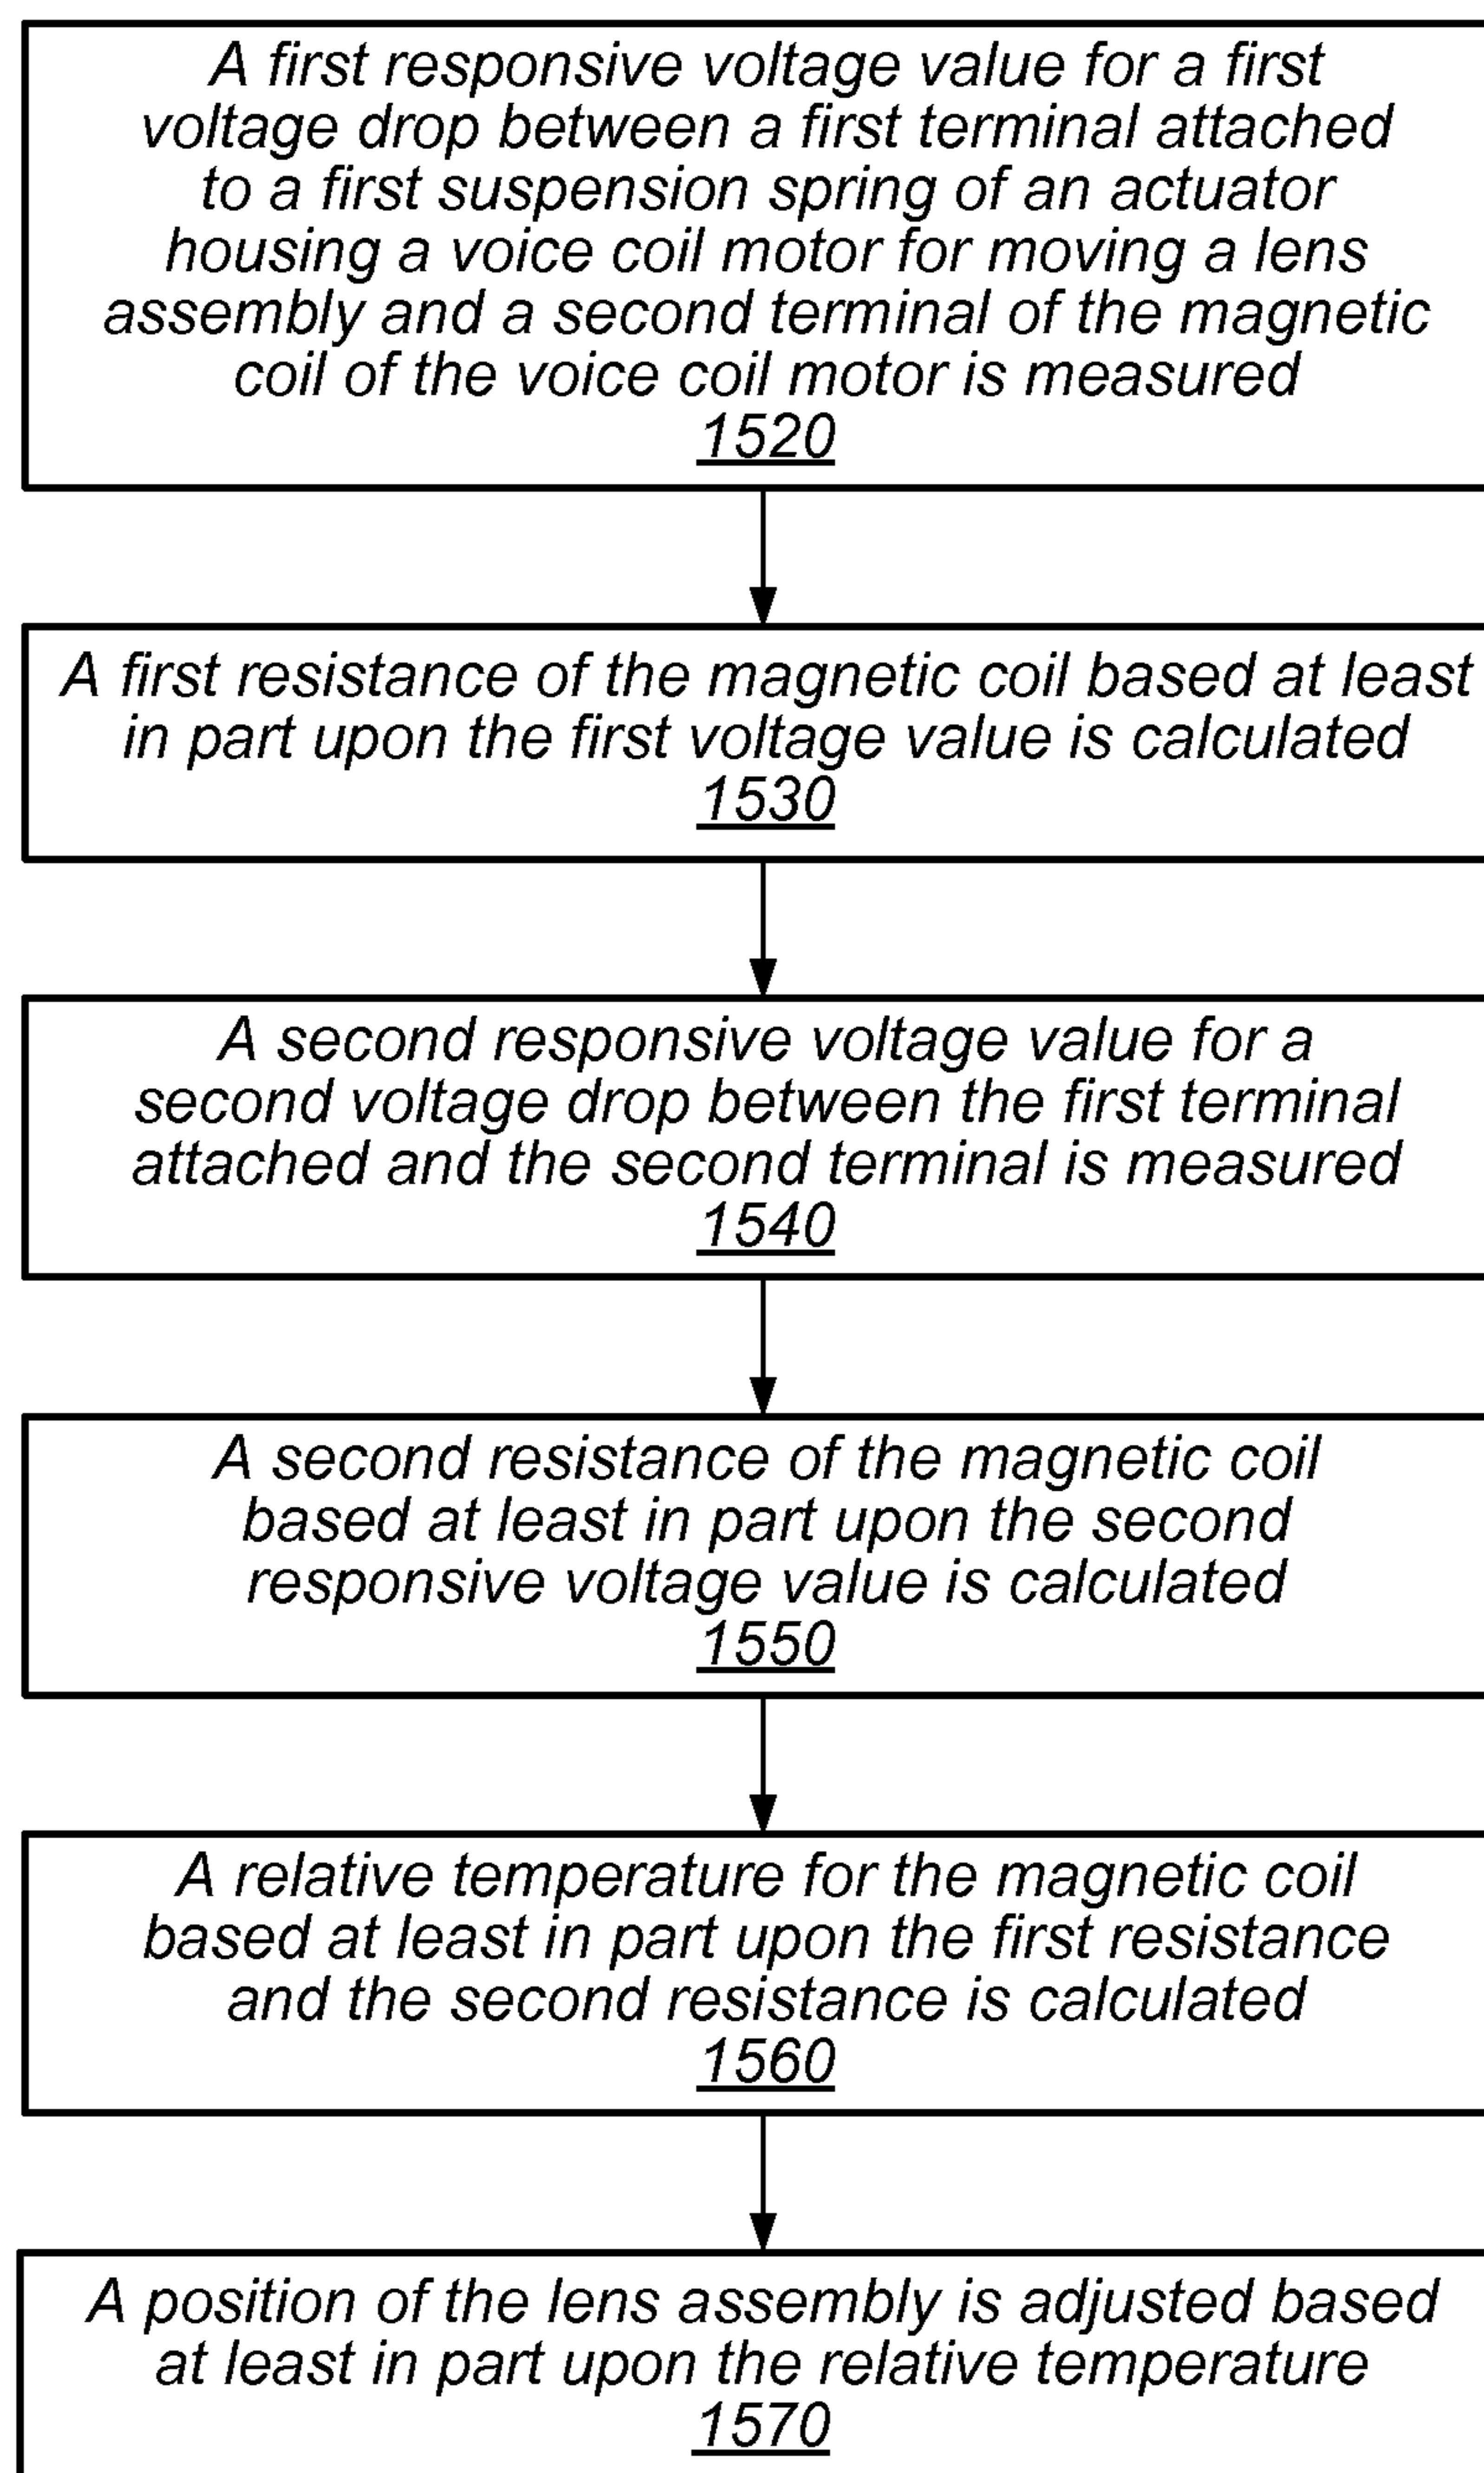 A first responsive voltage value for a first
voltage drop between a first terminal attached
to a first suspension spring of an actuator
housing a voice coil motor for moving a lens
assembly and a second terminal of the magnetic
coil of the voice coil motor is measured
1520
A first resistance of the magnetic coil based at least
in part upon the first voltage value is calculated
1530
A second responsive voltage value for a
second voltage drop between the first terminal
attached and the second terminal is measured
1540
A second resistance of the magnetic coil
based at least in part upon the second
responsive voltage value is calculated
1550
A relative temperature for the magnetic coil
based at least in part upon the first resistance
and the second resistance is calculated
1560
A position of the lens assembly is adjusted based
at least in part upon the relative temperature
1570